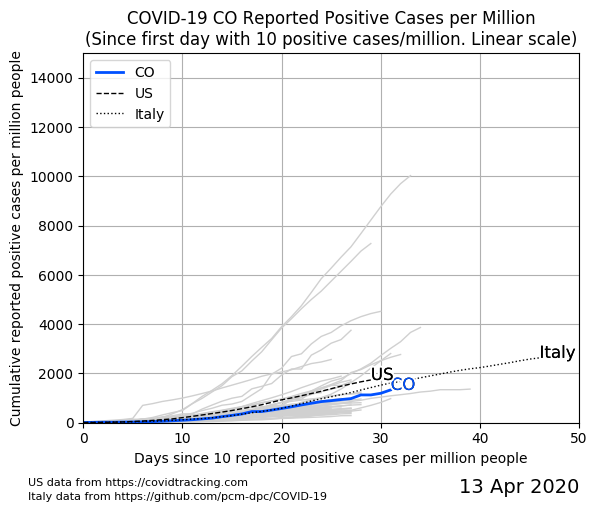 COVID-19 CO Reported Positive Cases per Million
(Since first day with 10 positive cases/million. Linear scale)
Cumulative reported positive cases per million people
14000
12000
10000
8000
6000
4000
2000
0
CO
US
Italy
Italy
US
CO
0 10 20 30 40 50
Days since 10 reported positive cases per million people
US data from https://covidtracking.com
Italy data from https://github.com/pcm-dpc/COVID-19
13 Apr 2020